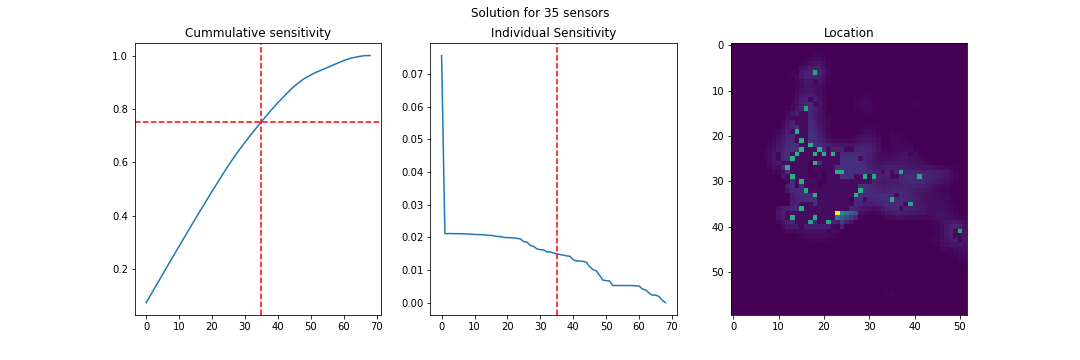 Solution for 35 sensors
Cummulative sensitivity
1.0
0.8
0.6
0.4
0.2
0 10 20 30 40 50 60 70
Individual Sensitivity
0.07
0.06
0.05
0.04
0.03
0.02
0.01
0.00
0 10 20 30 40 50 60 70
Location
0
10
20
30
40
50
0 10 20 30 40 50